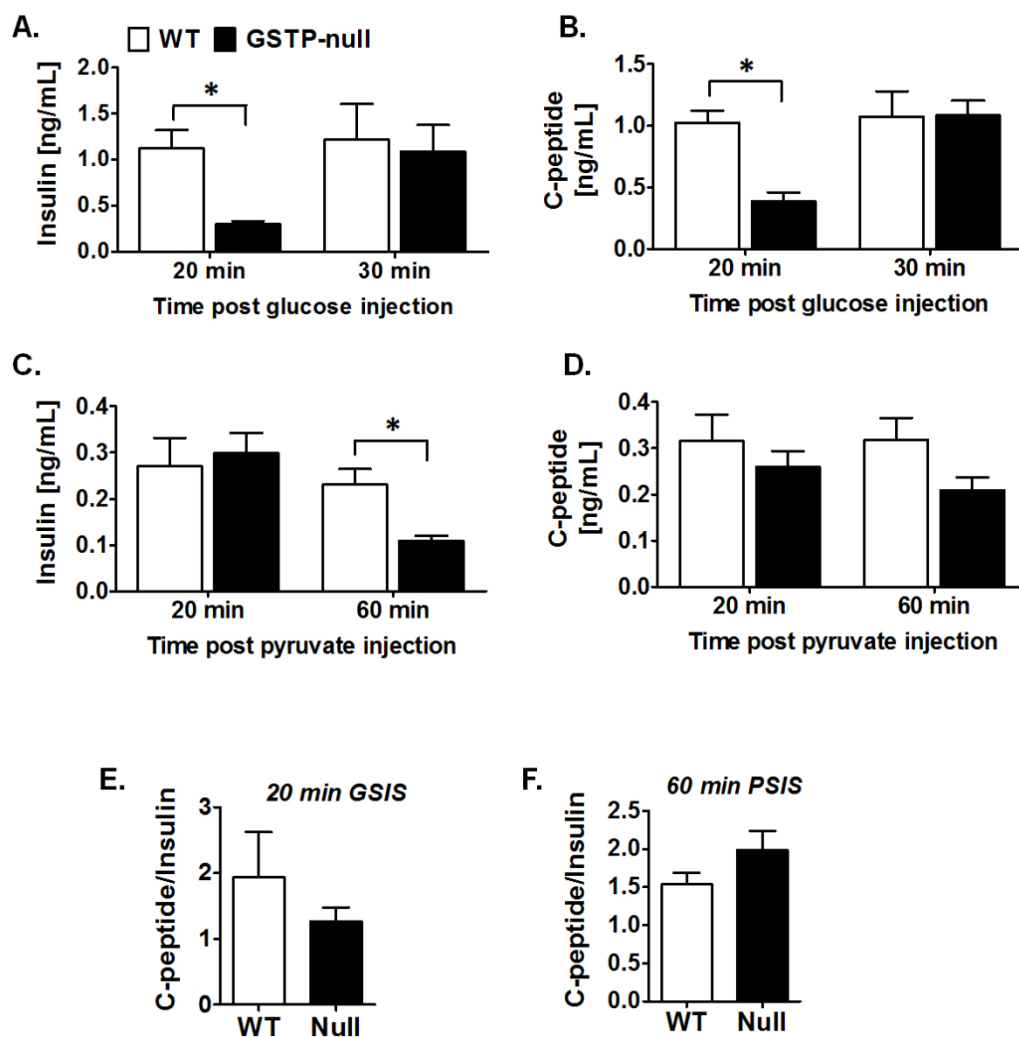 A.
WT GSTP-null
Insulin [ng/mL]
2.0
1.5
1.0
0.5
0.0
*
20 min 30 min
Time post glucose injection
B.
C-peptide
[ng/mL]
1.5
1.0
0.5
0.0
*
20 min 30 min
Time post glucose injection
C.
Insulin [ng/mL]
0.4
0.3
0.2
0.1
0.0
*
20 min 60 min
Time post pyruvate injection
D.
C-peptide
[ng/mL]
0.4
0.3
0.2
0.1
0.0
20 min 60 min
Time post pyruvate injection
E.
20 min GSIS
C-peptide/Insulin
3
2
1
0
WT Null
F.
60 min PSIS
C-peptide/Insulin
2.5
2.0
1.5
1.0
0.5
0.0
WT Null